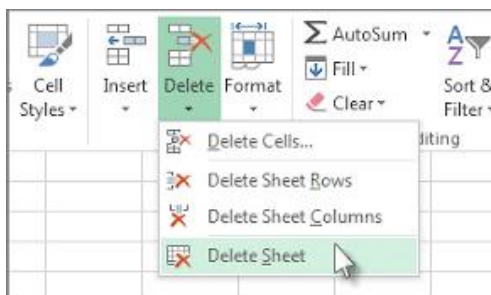 AutoSum
Cell Styles
Insert
Delete
Format
Fill
Clear
Sort & Filter
Delete Cells...
diting
Delete Sheet Rows
Delete Sheet Columns
Delete Sheet